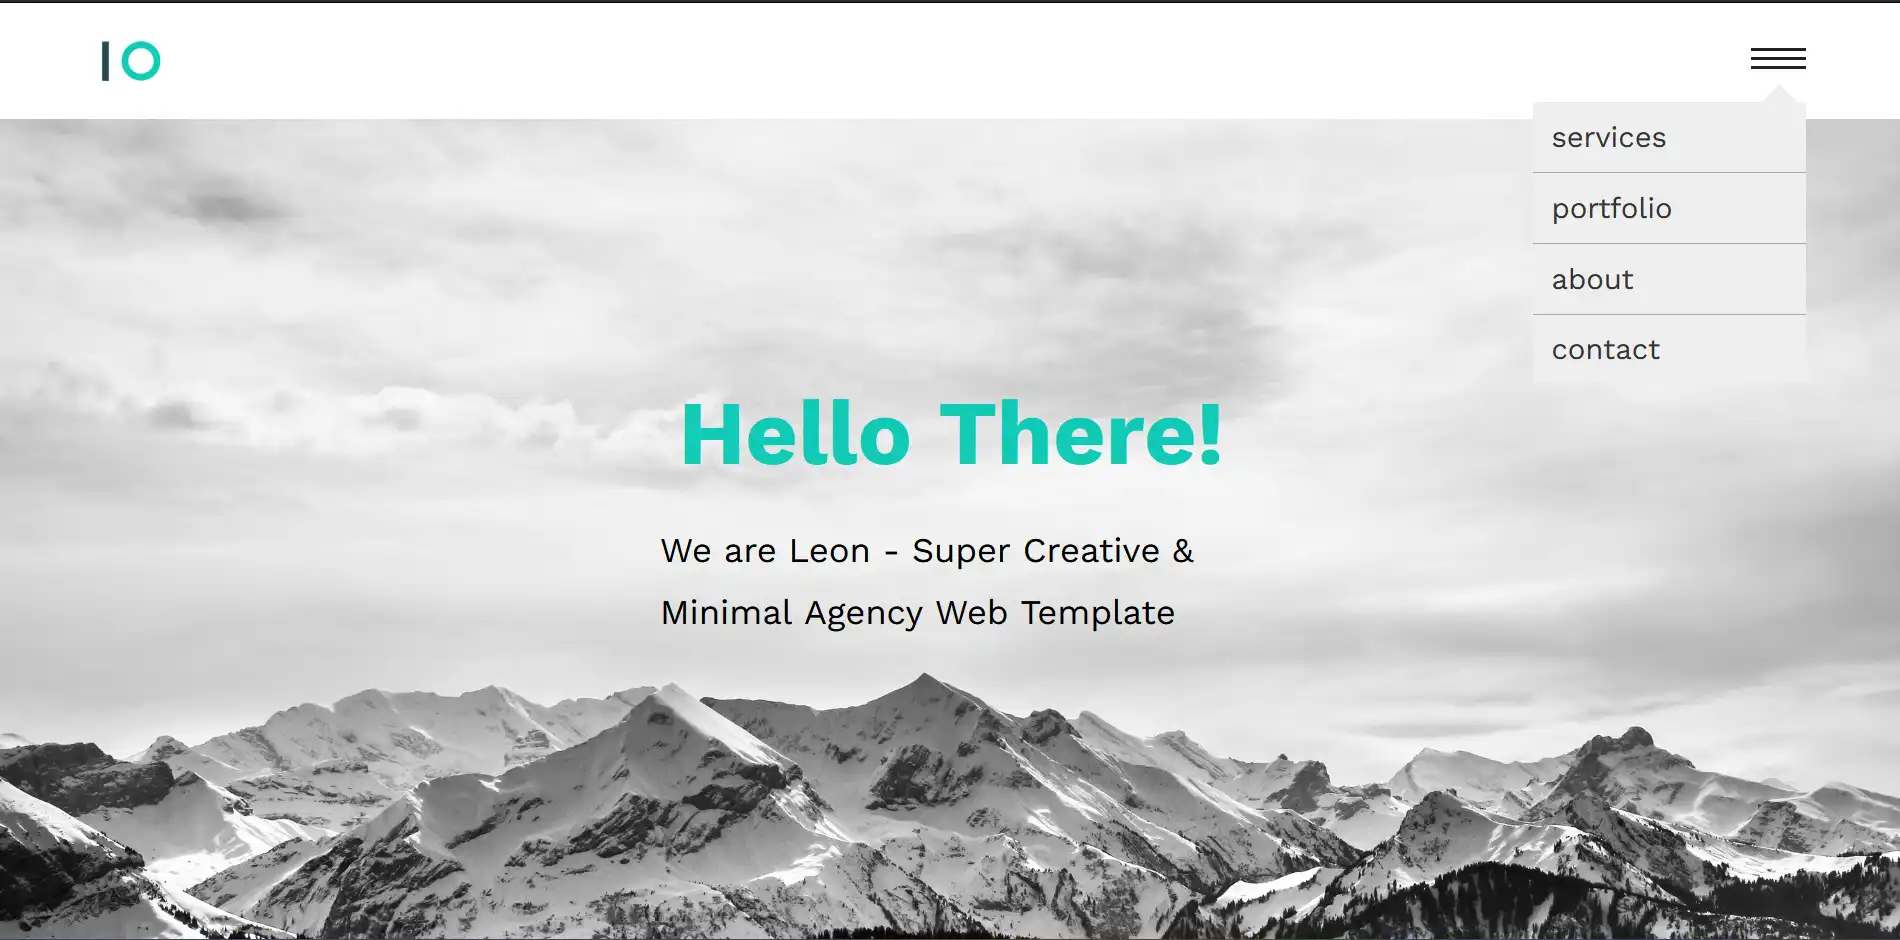 IO
services
portfolio
about
contact
Hello There!
We are Leon - Super Creative &
Minimal Agency Web Template